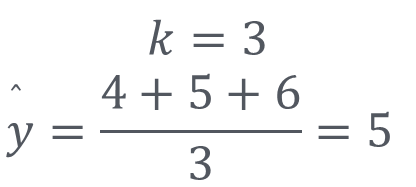 k = 3
ŷ = (4 + 5 + 6) / 3 = 5